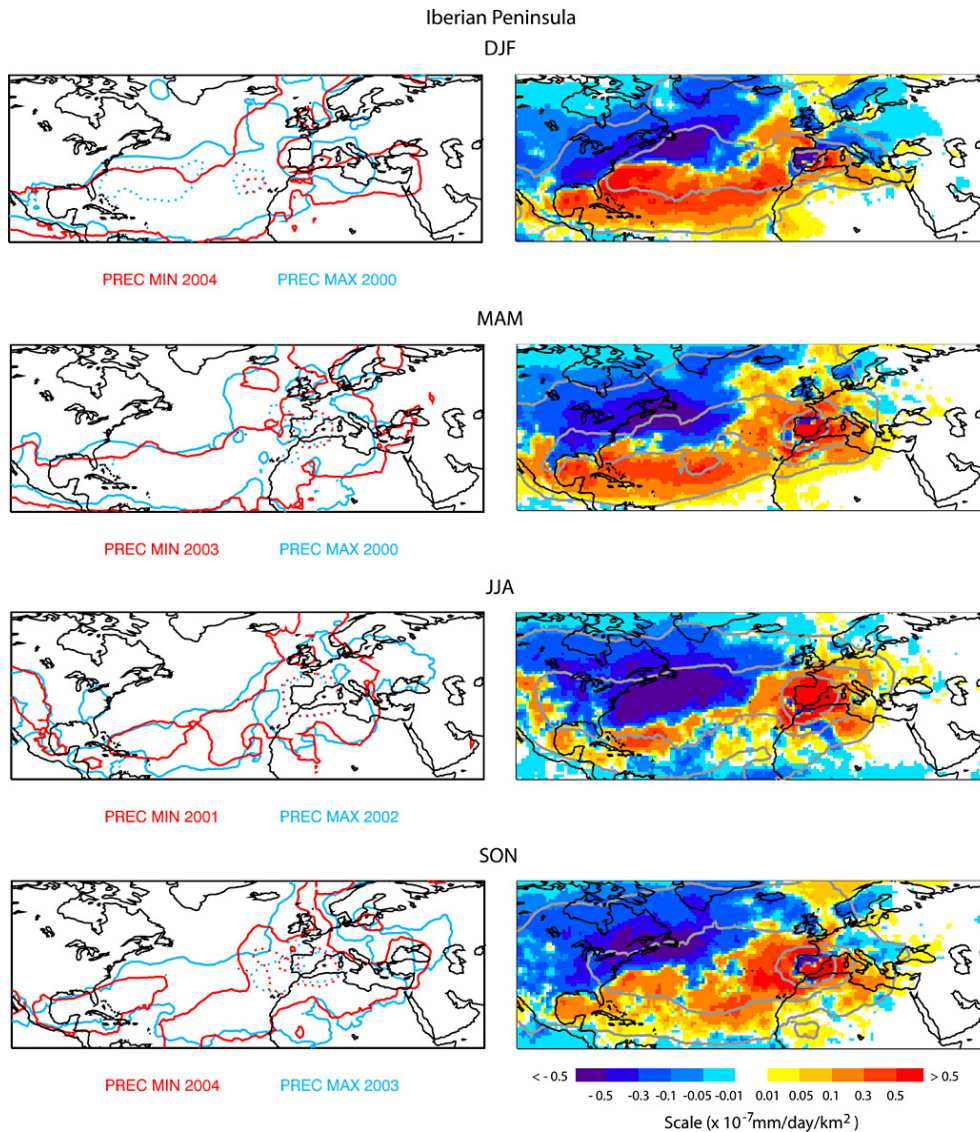 Iberian Peninsula
DJF
PREC MIN 2004 PREC MAX 2000
MAM
PREC MIN 2003 PREC MAX 2000
JJA
PREC MIN 2001 PREC MAX 2002
SON
PREC MIN 2004 PREC MAX 2003
< - 0.5 > 0.5
- 0.5 -0.3 -0.1 -0.05 -0.01 0.01 0.05 0.1 0.3 0.5
Scale (x 10⁻⁷mm/day/km²)